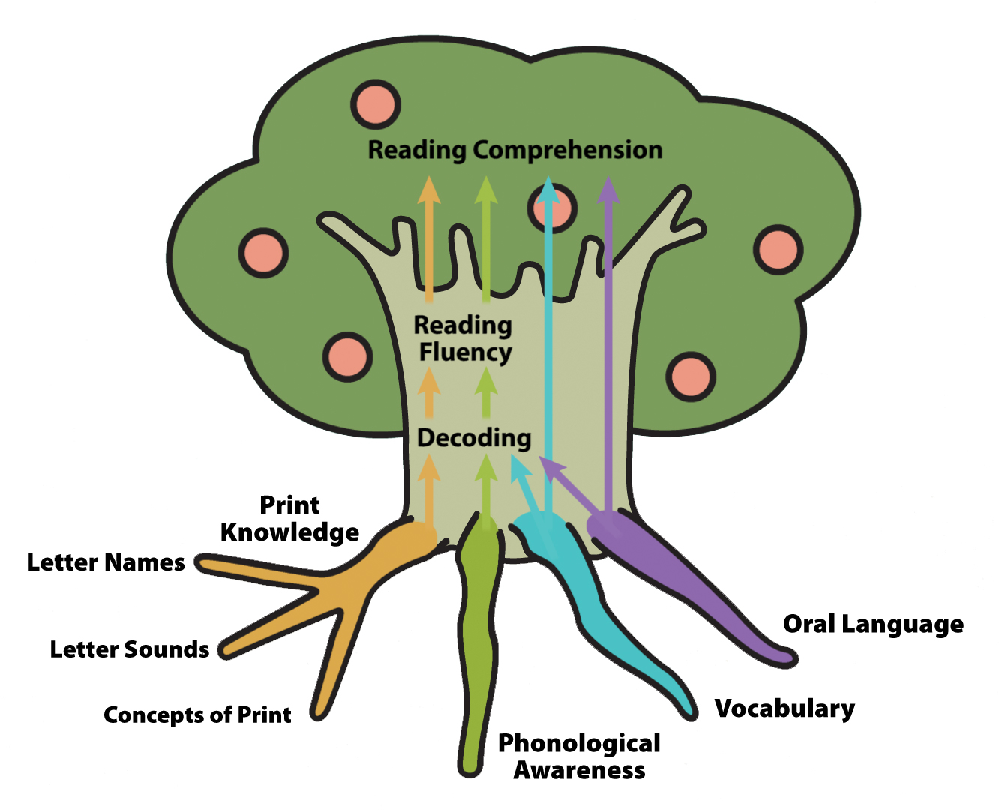 Reading Comprehension
Reading
Fluency
Decoding
Print
Knowledge
Letter Names
Letter Sounds
Concepts of Print
Phonological
Awareness
Vocabulary
Oral Language